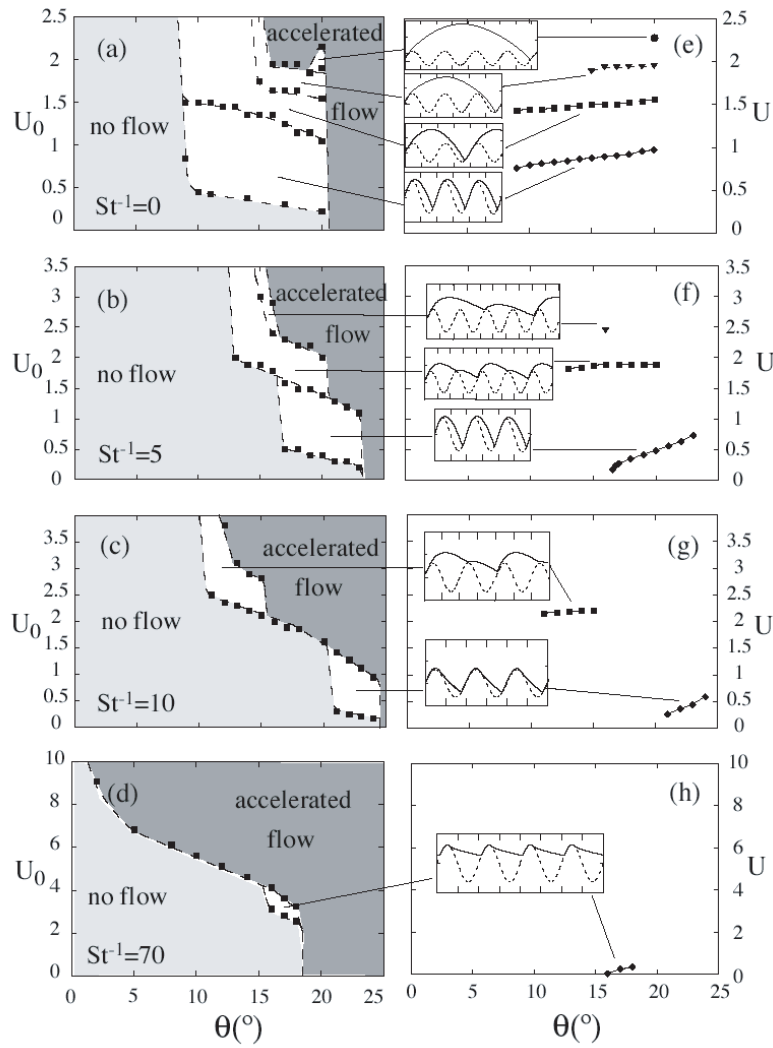 2.5
2
1.5
1
0.5
0
U0
(a)
no flow
accelerated
flow
St-1=0
(e)
2.5
2
1.5
1
0.5
0
U
3.5
3
2.5
2
1.5
1
0.5
0
U0
(b)
no flow
accelerated
flow
St-1=5
(f)
3.5
3
2.5
2
1.5
1
0.5
0
U
3.5
3
2.5
2
1.5
1
0.5
0
U0
(c)
no flow
accelerated
flow
St-1=10
(g)
3.5
3
2.5
2
1.5
1
0.5
0
U
10
8
6
4
2
0
U0
(d)
no flow
accelerated
flow
St-1=70
(h)
10
8
6
4
2
0
U
0 5 10 15 20 25
θ(º)
0 5 10 15 20 25
θ(º)